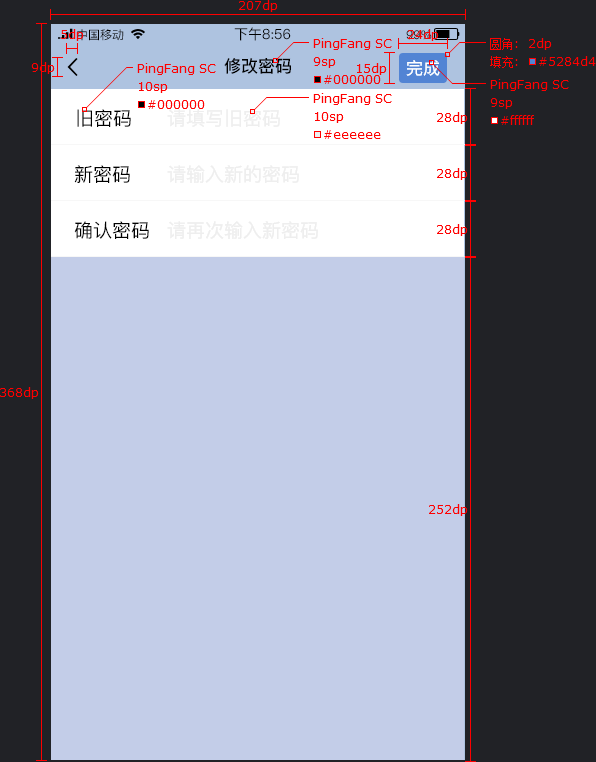 207dp
5dp
中国移动
下午8:56
24dp
99%
PingFang SC
9sp
#000000
圆角: 2dp
填充: #5284d4
9dp
PingFang SC
10sp
#000000
修改密码
15dp
完成
PingFang SC
9sp
#ffffff
PingFang SC
10sp
#eeeeee
旧密码 请填写旧密码 28dp
新密码 请输入新的密码 28dp
确认密码 请再次输入新密码 28dp
368dp
252dp